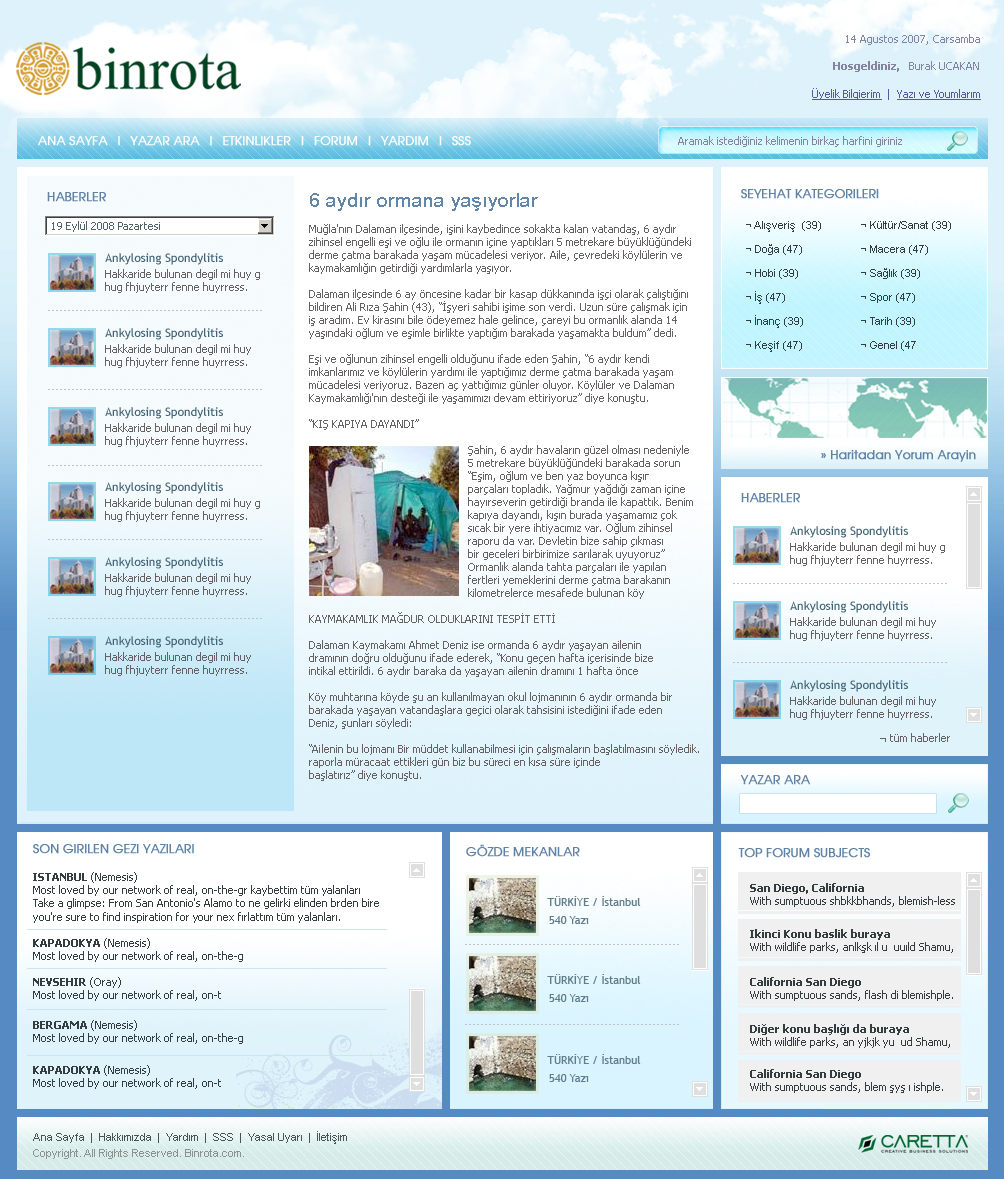 binrota
14 Agustos 2007, Carsamba
Hosgeldiniz, Burak UCAKAN
Üyelik Bilgierim | Yazı ve Youmlarım
ANA SAYFA | YAZAR ARA | ETKINLIKLER | FORUM | YARDIM | SSS
Aramak istediğiniz kelimenin birkaç harfini giriniz
HABERLER
19 Eylül 2008 Pazartesi
Ankylosing Spondylitis
Hakkaride bulunan degil mi huy g
hug fhjuyterr fenne huyrress.
Ankylosing Spondylitis
Hakkaride bulunan degil mi huy
hug fhjuyterr fenne huyrress.
Ankylosing Spondylitis
Hakkaride bulunan degil mi huy
hug fhjuyterr fenne huyrress.
Ankylosing Spondylitis
Hakkaride bulunan degil mi huy g
hug fhjuyterr fenne huyrress.
Ankylosing Spondylitis
Hakkaride bulunan degil mi huy
hug fhjuyterr fenne huyrress.
Ankylosing Spondylitis
Hakkaride bulunan degil mi huy
hug fhjuyterr fenne huyrress.
6 aydır ormana yaşıyorlar
Muğla'nın Dalaman ilçesinde, işini kaybedince sokakta kalan vatandaş, 6 aydır
zihinsel engelli eşi ve oğlu ile ormanın içine yaptıkları 5 metrekare büyüklüğündeki
derme çatma barakada yaşam mücadelesi veriyor. Aile, çevredeki köylülerin ve
kaymakamlığın getirdiği yardımlarla yaşıyor.
Dalaman ilçesinde 6 ay öncesine kadar bir kasap dükkanında işçi olarak çalıştığını
bildiren Ali Rıza Şahin (43), “İşyeri sahibi işime son verdi. Uzun süre çalışmak için
iş aradım. Ev kirasını bile ödeyemez hale gelince, çareyi bu ormanlık alanda 14
yaşındaki oğlum ve eşimle birlikte yaptığım barakada yaşamakta buldum” dedi.
Eşi ve oğlunun zihinsel engelli olduğunu ifade eden Şahin, “6 aydır kendi
imkanlarımız ve köylülerin yardımı ile yaptığımız derme çatma barakada yaşam
mücadelesi veriyoruz. Bazen aç yattığımız günler oluyor. Köylüler ve Dalaman
Kaymakamlığı'nın desteği ile yaşamımızı devam ettiriyoruz” diye konuştu.
“KIŞ KAPIYA DAYANDI”
Şahin, 6 aydır havaların güzel olması nedeniyle
5 metrekare büyüklüğündeki barakada sorun
“Eşim, oğlum ve ben yaz boyunca kışır
parçaları topladık. Yağmur yağdığı zaman içine
hayırseverin getirdiği branda ile kapattık. Benim
kapıya dayandı, kışın burada yaşamamız çok
sıcak bir yere ihtiyacımız var. Oğlum zihinsel
raporu da var. Devletin bize sahip çıkması
bir geceleri birbirimize sarılarak uyuyoruz”
Ormanlık alanda tahta parçaları ile yapılan
fertleri yemeklerini derme çatma barakanın
kilometrelerce mesafede bulunan köy
KAYMAKAMLIK MAĞDUR OLDUKLARINI TESPİT ETTİ
Dalaman Kaymakamı Ahmet Deniz ise ormanda 6 aydır yaşayan ailenin
dramının doğru olduğunu ifade ederek, “Konu geçen hafta içerisinde bize
intikal ettirildi. 6 aydır baraka da yaşayan ailenin dramını 1 hafta önce
Köy muhtarına köyde şu an kullanılmayan okul lojmanının 6 aydır ormanda bir
barakada yaşayan vatandaşlara geçici olarak tahsisini istediğini ifade eden
Deniz, şunları söyledi:
“Ailenin bu lojmanı Bir müddet kullanabilmesi için çalışmaların başlatılmasını söyledik.
raporla müracaat ettikleri gün biz bu süreci en kısa süre içinde
başlatırız” diye konuştu.
SEYEHAT KATEGORILERI
¬ Alışveriş (39) ¬ Kültür/Sanat (39)
¬ Doğa (47) ¬ Macera (47)
¬ Hobi (39) ¬ Sağlık (39)
¬ İş (47) ¬ Spor (47)
¬ İnanç (39) ¬ Tarih (39)
¬ Keşif (47) ¬ Genel (47
» Haritadan Yorum Arayin
HABERLER
Ankylosing Spondylitis
Hakkaride bulunan degil mi huy g
hug fhjuyterr fenne huyrress.
Ankylosing Spondylitis
Hakkaride bulunan degil mi huy
hug fhjuyterr fenne huyrress.
Ankylosing Spondylitis
Hakkaride bulunan degil mi huy
hug fhjuyterr fenne huyrress.
¬ tüm haberler
YAZAR ARA
SON GIRILEN GEZI YAZILARI
ISTANBUL (Nemesis)
Most loved by our network of real, on-the-gr kaybettim tüm yalanları
Take a glimpse: From San Antonio's Alamo to ne gelirki elinden brden bire
you're sure to find inspiration for your nex fırlattım tüm yalanları.
KAPADOKYA (Nemesis)
Most loved by our network of real, on-the-g
NEVSEHIR (Oray)
Most loved by our network of real, on-t
BERGAMA (Nemesis)
Most loved by our network of real, on-the-g
KAPADOKYA (Nemesis)
Most loved by our network of real, on-t
GÖZDE MEKANLAR
TÜRKİYE / İstanbul
540 Yazı
TÜRKİYE / İstanbul
540 Yazı
TÜRKİYE / İstanbul
540 Yazı
TOP FORUM SUBJECTS
San Diego, California
With sumptuous shbkkbhands, blemish-less
Ikinci Konu baslik buraya
With wildlife parks, anlkşk ıl u uuıld Shamu,
California San Diego
With sumptuous sands, flash di blemishple.
Diğer konu başlığı da buraya
With wildlife parks, an yjkjk yu ud Shamu,
California San Diego
With sumptuous sands, blem şyş ı ishple.
Ana Sayfa | Hakkımızda | Yardım | SSS | Yasal Uyarı | İletişim
Copyright. All Rights Reserved. Binrota.com.
CARETTA
CREATIVE BUSINESS SOLUTIONS